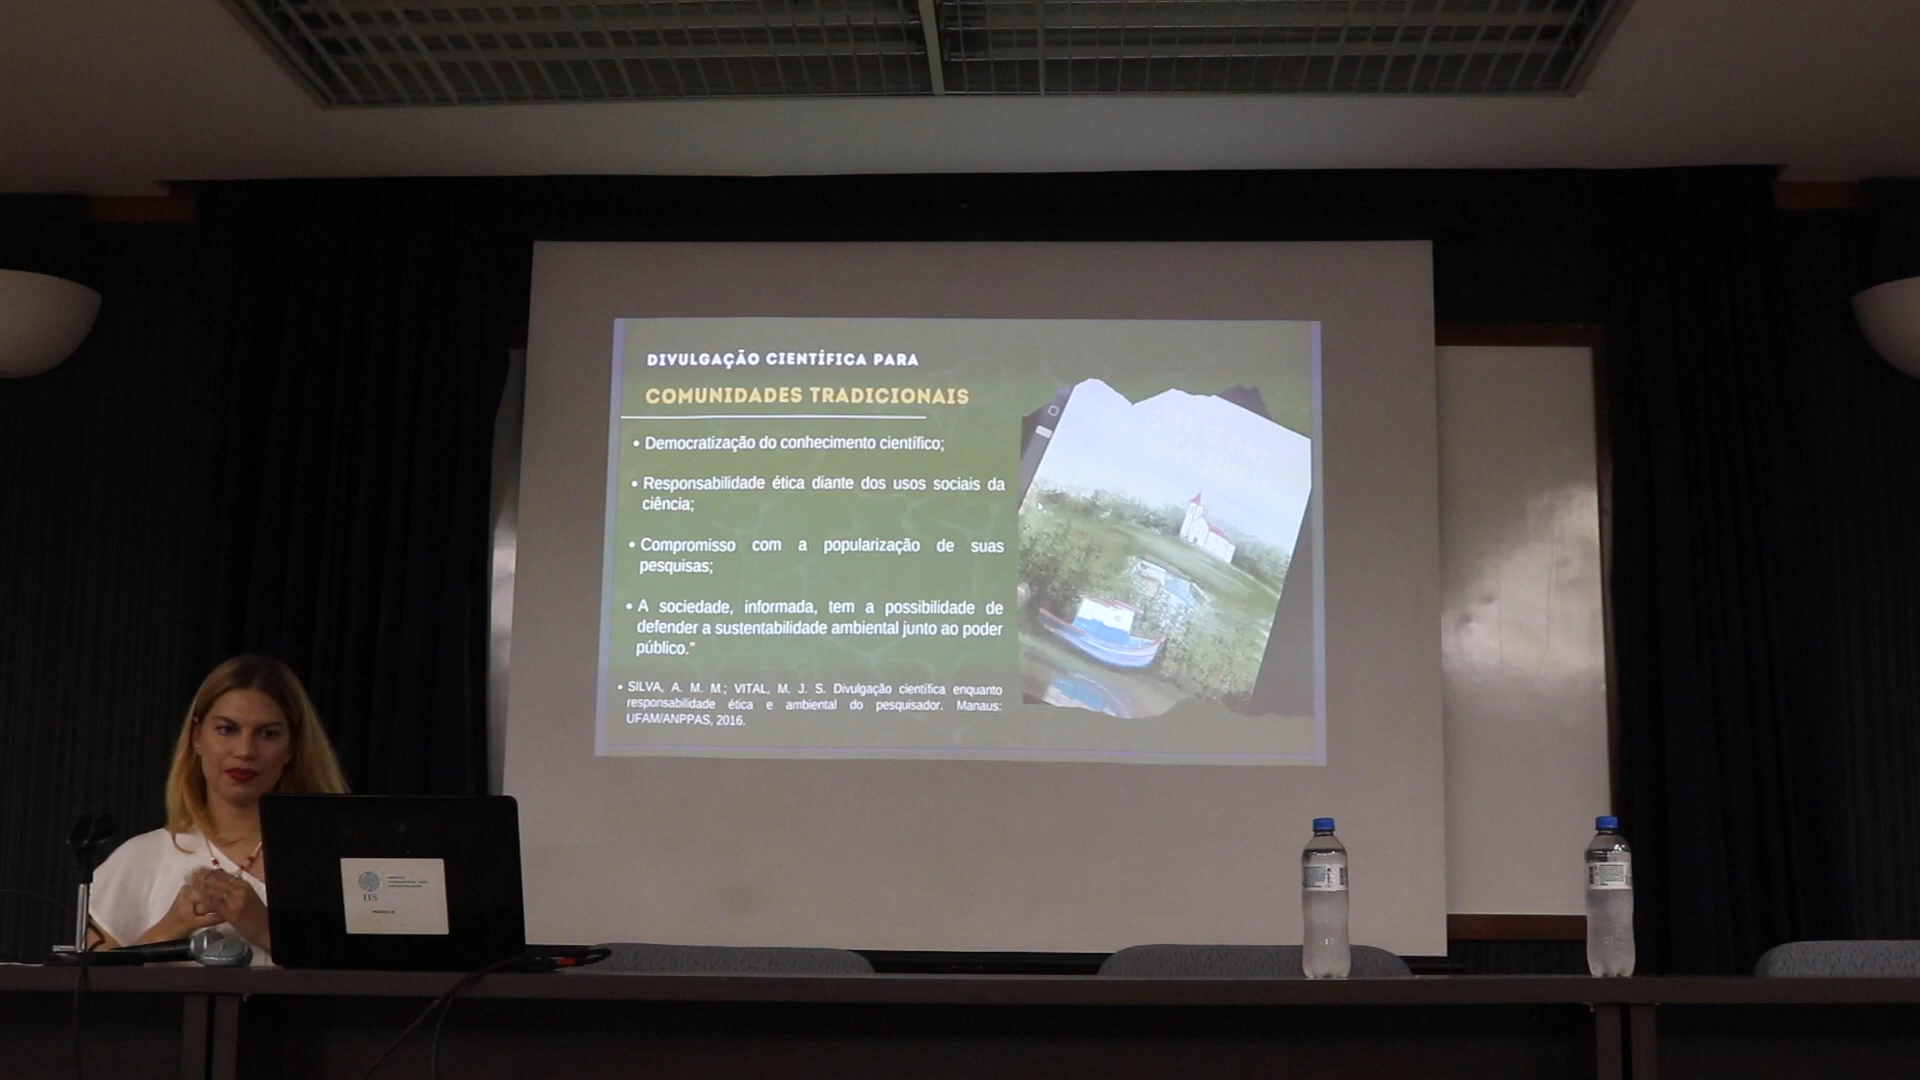 DIVULGAÇÃO CIENTÍFICA PARA
COMUNIDADES TRADICIONAIS
• Democratização do conhecimento científico;
• Responsabilidade ética diante dos usos sociais da
ciência;
• Compromisso com a popularização de suas
pesquisas;
• A sociedade, informada, tem a possibilidade de
defender a sustentabilidade ambiental junto ao poder
público.”
• SILVA, A. M. M.; VITAL, M. J. S. Divulgação científica enquanto
responsabilidade ética e ambiental do pesquisador. Manaus:
UFAM/ANPPAS, 2016.